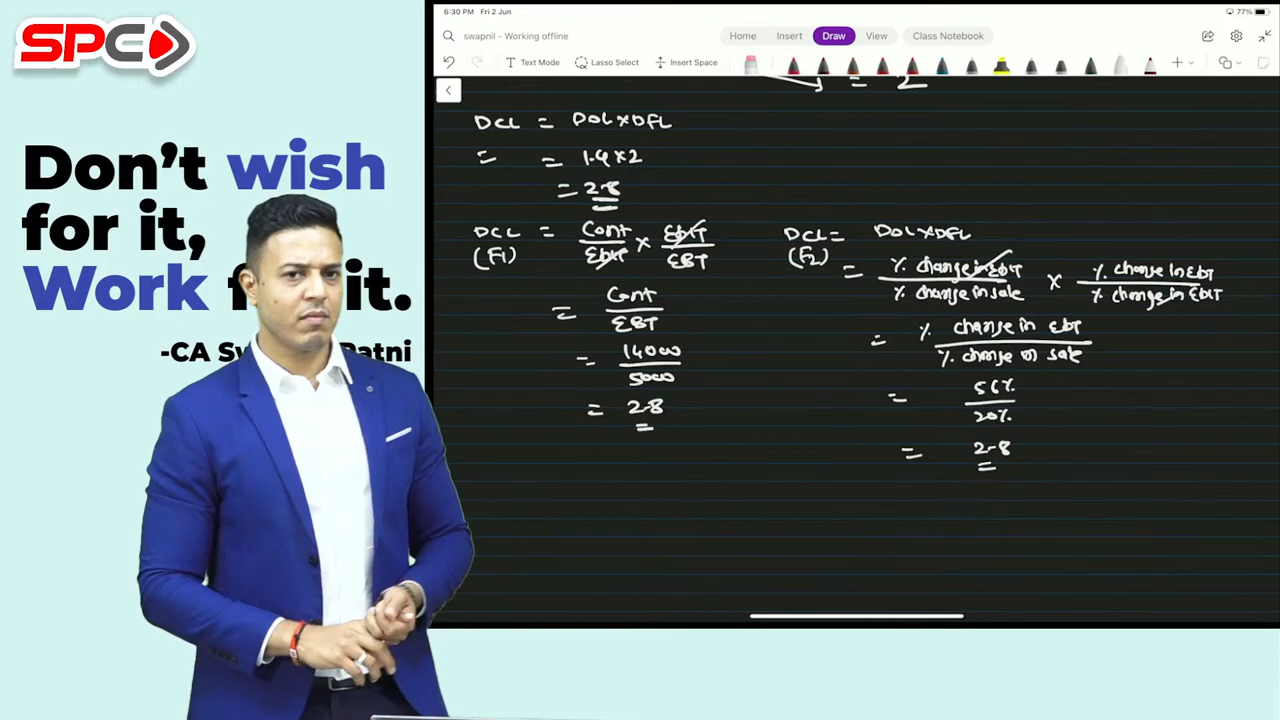 SPC
Don't wish
for it,
Work f it.
-CA Sw Patni
6:30 PM Fri 2 Jun
77%
swapnil - Working offline
Home Insert Draw View Class Notebook
Text Mode Lasso Select Insert Space
= 2
DCL = DOL×DFL
= = 1.4×2
= 2.8
DCL = Cont/EbIT × EbIT/EBT
(F1)
= Cont/EBT
= 14000/5000
= 2.8
DCL = DOL×DFL
(F2)
= % change in EbIT/% change in sale × % change in EbT/% change in EbIT
= % change in EbT/% change in sale
= 56%/20%
= 2.8